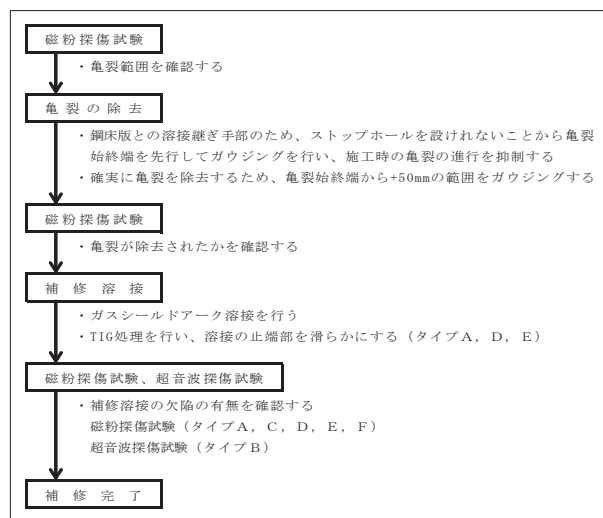 磁粉探傷試験
・亀裂範囲を確認する
亀裂の除去
・鋼床版との溶接継ぎ手部のため、ストップホールを設けれないことから亀裂
始終端を先行してガウジングを行い、施工時の亀裂の進行を抑制する
・確実に亀裂を除去するため、亀裂始終端から+50mmの範囲をガウジングする
磁粉探傷試験
・亀裂が除去されたかを確認する
補修溶接
・ガスシールドアーク溶接を行う
・TIG処理を行い、溶接の止端部を滑らかにする（タイプＡ，Ｄ，Ｅ）
磁粉探傷試験、超音波探傷試験
・補修溶接の欠陥の有無を確認する
磁粉探傷試験（タイプＡ，Ｃ，Ｄ，Ｅ，Ｆ）
超音波探傷試験（タイプＢ）
補修完了